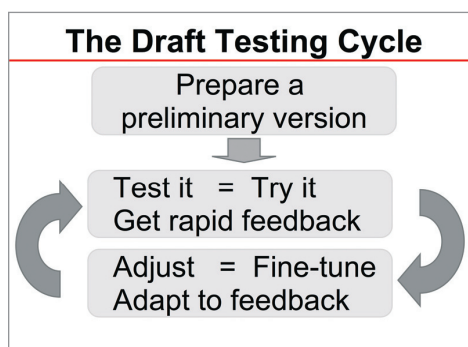 The Draft Testing Cycle
Prepare a
preliminary version
Test it = Try it
Get rapid feedback
Adjust = Fine-tune
Adapt to feedback